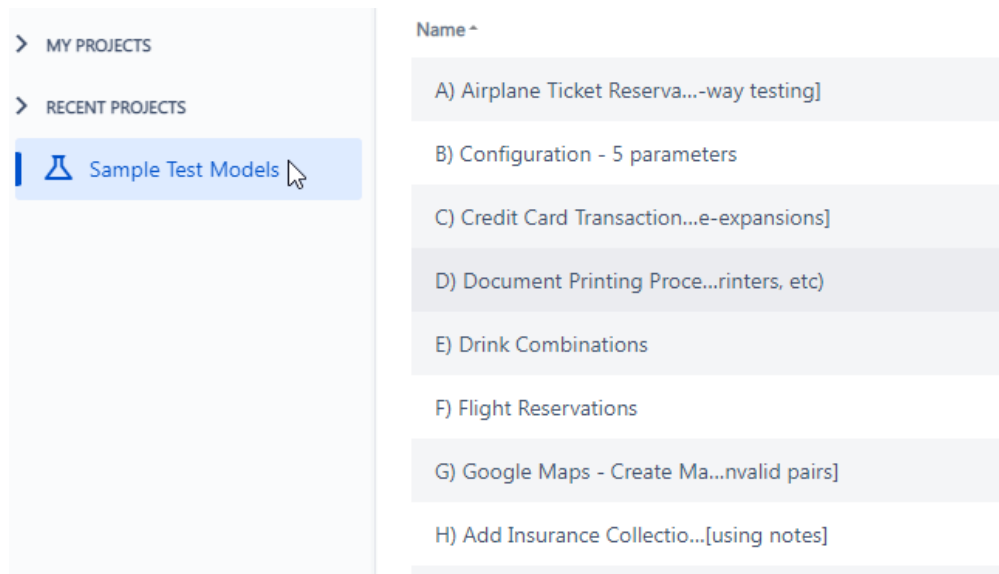 MY PROJECTS
RECENT PROJECTS
Sample Test Models
Name
A) Airplane Ticket Reserva...-way testing]
B) Configuration - 5 parameters
C) Credit Card Transaction...e-expansions]
D) Document Printing Proce...rinters, etc)
E) Drink Combinations
F) Flight Reservations
G) Google Maps - Create Ma...nvalid pairs]
H) Add Insurance Collectio...[using notes]